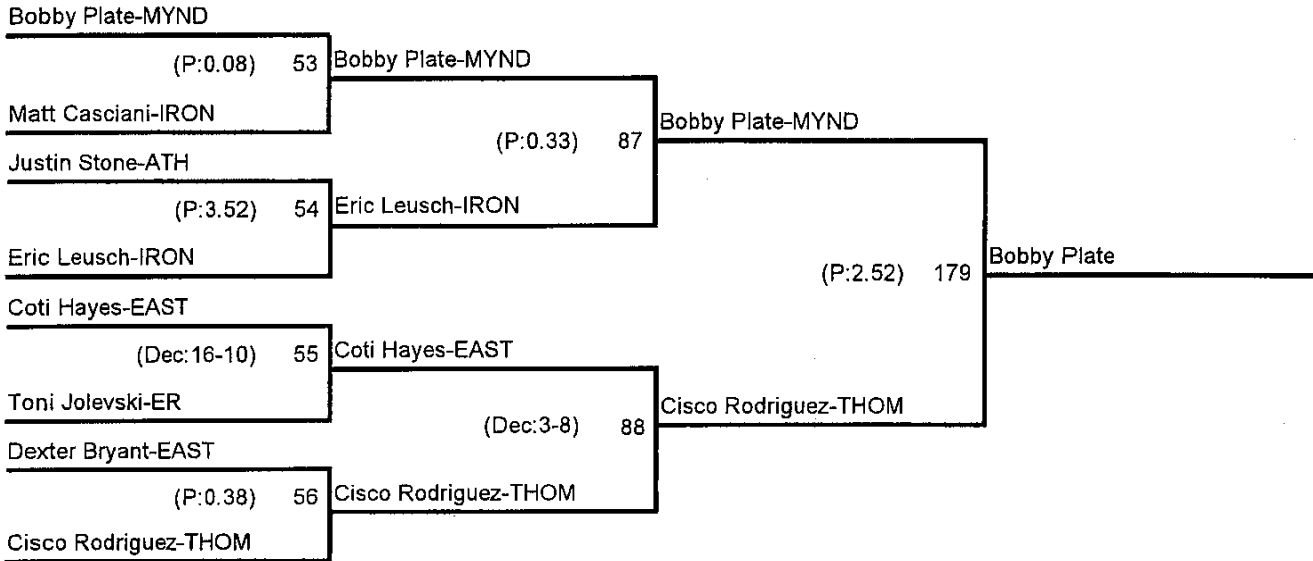 Bobby Plate-MYND
(P:0.08) 53
Bobby Plate-MYND
Matt Casciani-IRON
(P:0.33) 87
Bobby Plate-MYND
Justin Stone-ATH
(P:3.52) 54
Eric Leusch-IRON
Eric Leusch-IRON
(P:2.52) 179
Bobby Plate
Coti Hayes-EAST
(Dec:16-10) 55
Coti Hayes-EAST
Toni Jolevski-ER
(Dec:3-8) 88
Cisco Rodriguez-THOM
Dexter Bryant-EAST
(P:0.38) 56
Cisco Rodriguez-THOM
Cisco Rodriguez-THOM